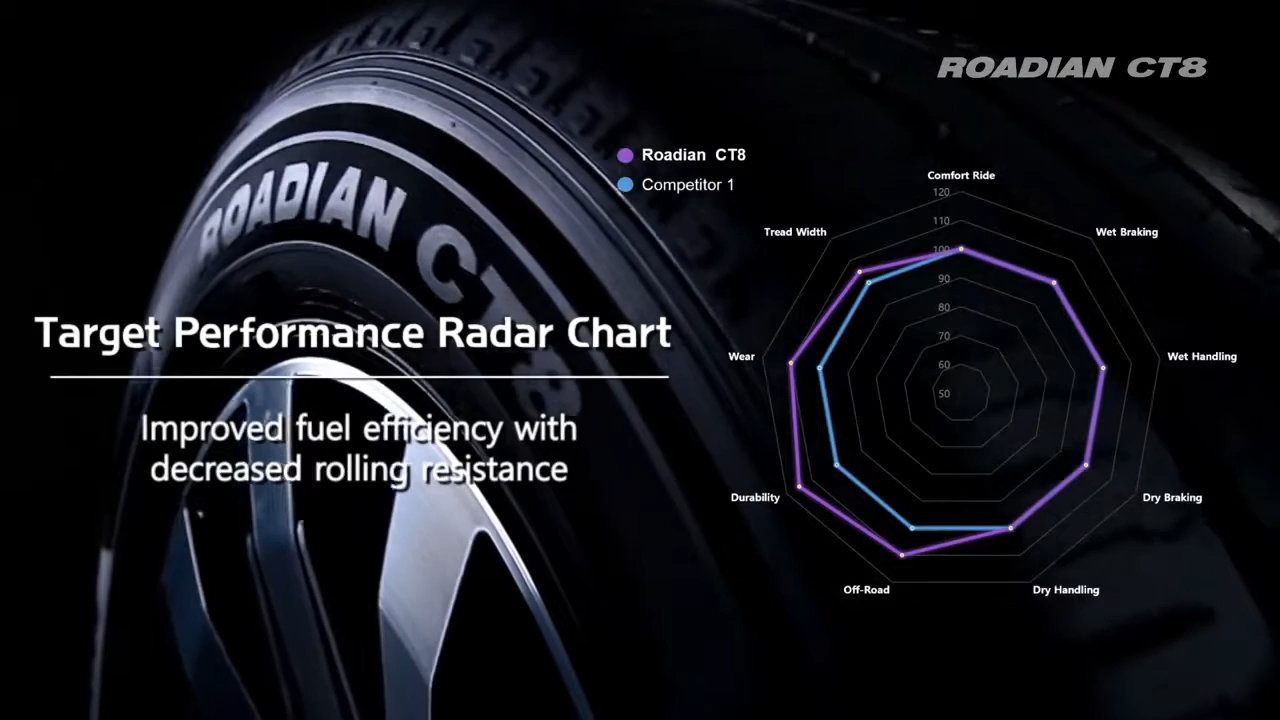 ROADIAN CT8
Roadian CT8
Competitor 1
ROADIAN CT8
Target Performance Radar Chart
Improved fuel efficiency with
decreased rolling resistance
Comfort Ride
120
110
100
90
80
70
60
50
Wet Braking
Wet Handling
Dry Braking
Dry Handling
Off-Road
Durability
Wear
Tread Width